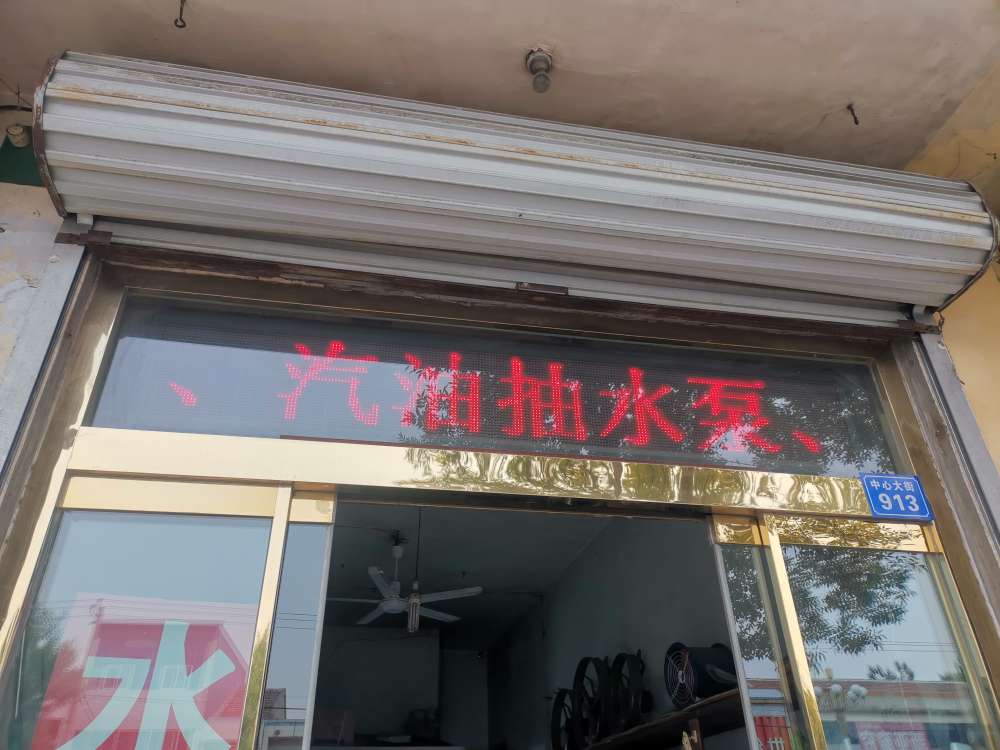 、汽油抽水泵、
中心大街
913
水